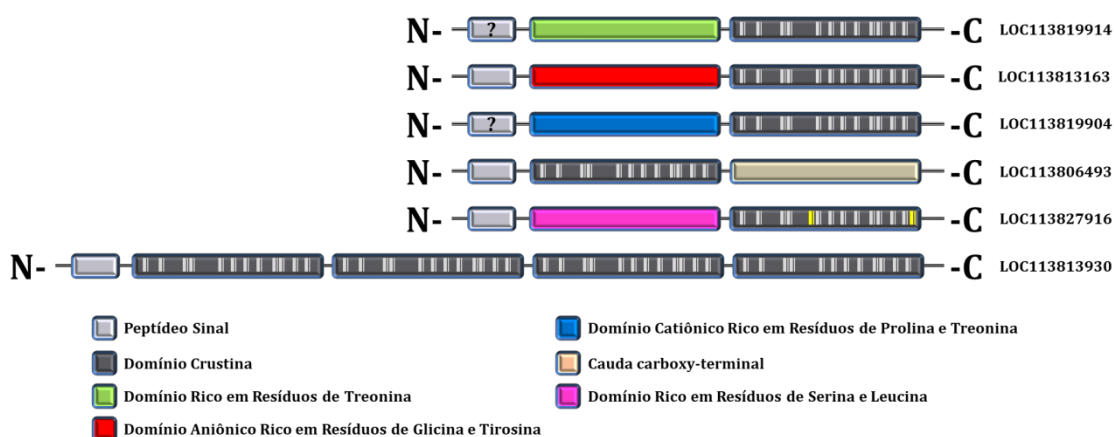 N- ? -C LOC113819914
N- -C LOC113813163
N- ? -C LOC113819904
N- -C LOC113806493
N- -C LOC113827916
N- -C LOC113813930
Peptídeo Sinal
Domínio Crustina
Domínio Rico em Resíduos de Treonina
Domínio Aniônico Rico em Resíduos de Glicina e Tirosina
Domínio Catiônico Rico em Resíduos de Prolina e Treonina
Cauda carboxy-terminal
Domínio Rico em Resíduos de Serina e Leucina